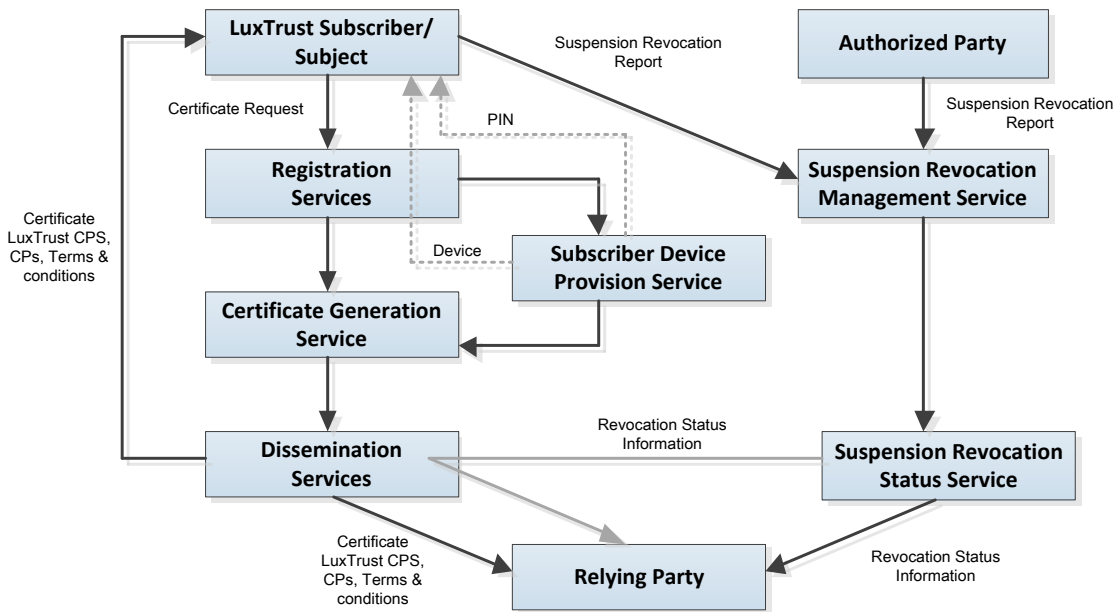 LuxTrust Subscriber/
Subject
Suspension Revocation
Report
Authorized Party
Certificate Request
PIN
Suspension Revocation
Report
Registration
Services
Suspension Revocation
Management Service
Certificate
LuxTrust CPS,
CPs, Terms &
conditions
Device
Subscriber Device
Provision Service
Certificate Generation
Service
Revocation Status
Information
Dissemination
Services
Suspension Revocation
Status Service
Certificate
LuxTrust CPS,
CPs, Terms &
conditions
Relying Party
Revocation Status
Information